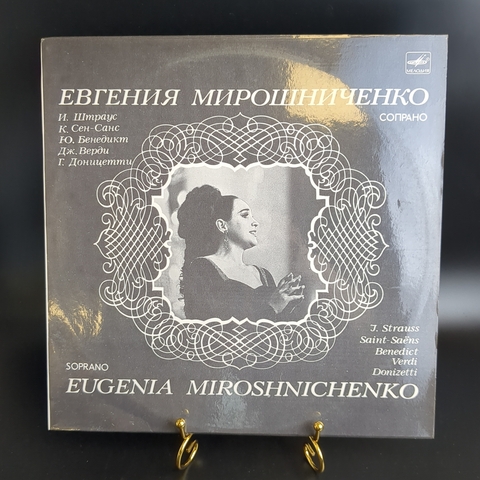 МЕЛОДИЯ
ЕВГЕНИЯ МИРОШНИЧЕНКО
СОПРАНО
И. Штраус
К. Сен-Санс
Ю. Бенедикт
Дж. Верди
Г. Доницетти
J. Strauss
Saint-Saëns
Benedict
Verdi
Donizetti
SOPRANO
EUGENIA MIROSHNICHENKO